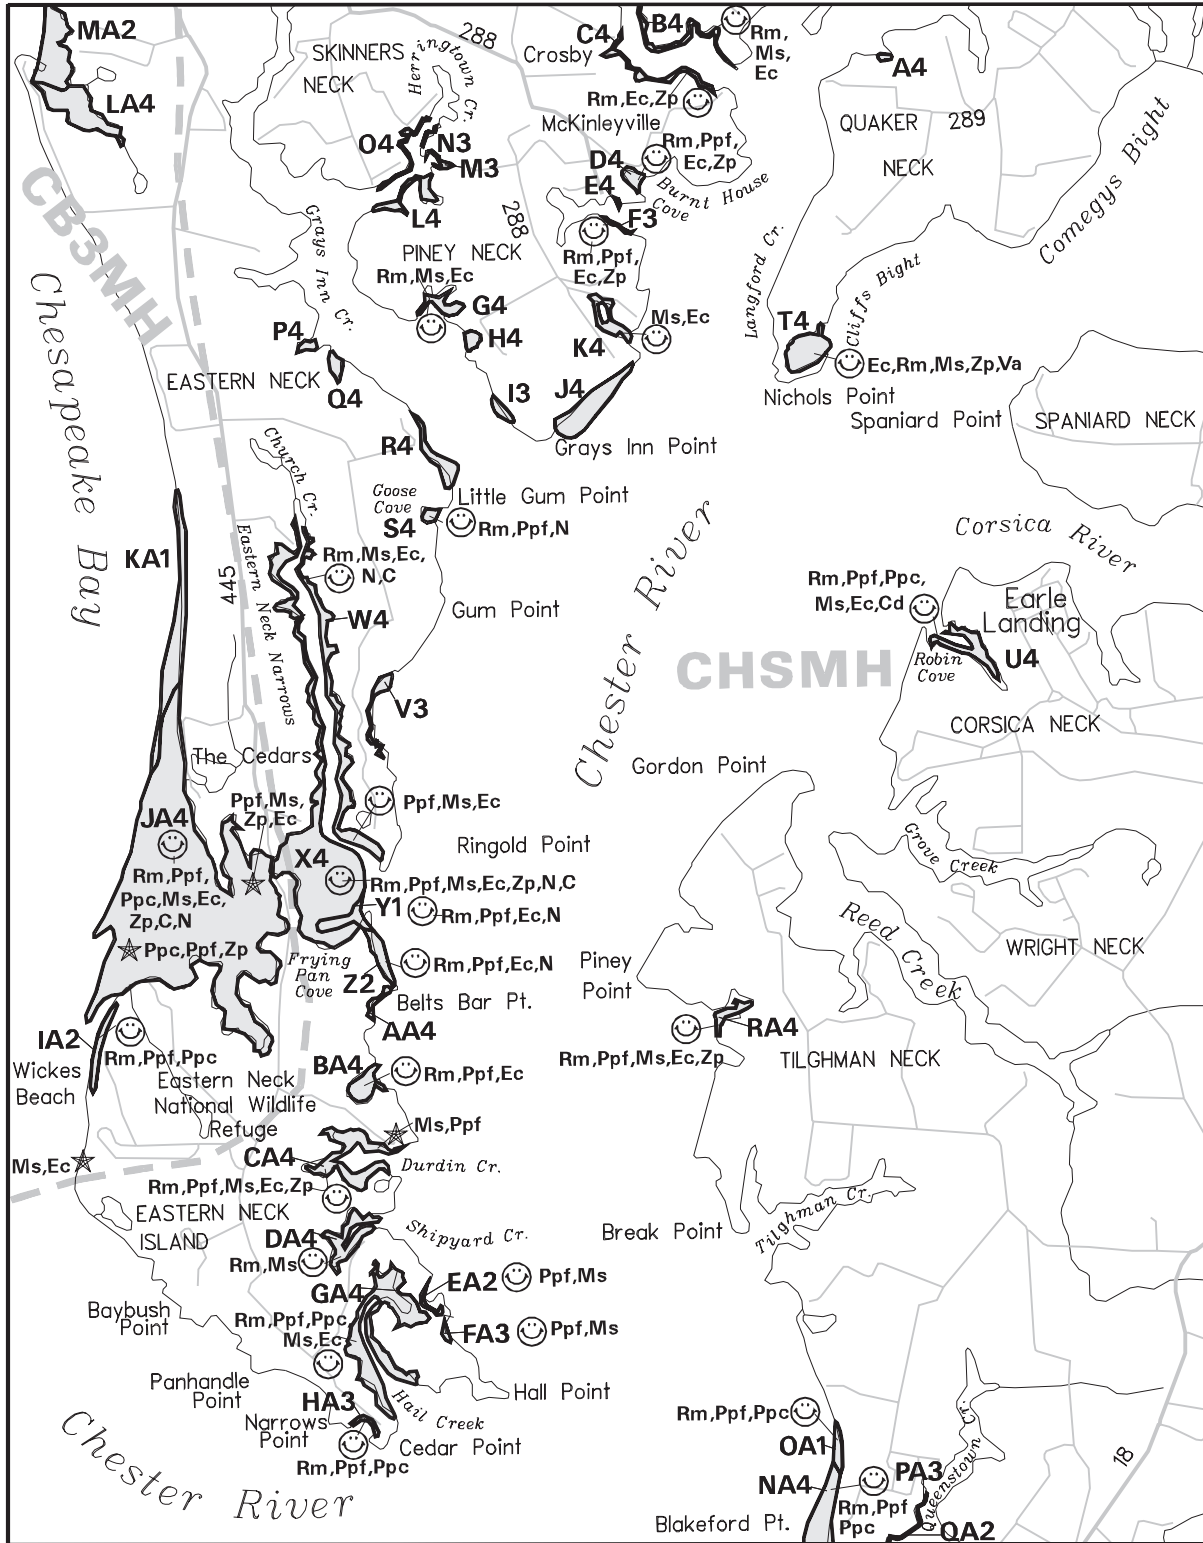 MA2
LA4
SKINNERS
NECK
Herringtown Cr.
288
C4
Crosby
B4
Rm,
Ms,
Ec
A4
QUAKER 289
NECK
Comegys Bight
Rm,Ec,Zp
McKinleyville
O4
N3
M3
L4
288
D4
E4
Rm,Ppf,
Ec,Zp
Burnt House
Cove
F3
Rm,Ppf,
Ec,Zp
CB3MH
Chesapeake Bay
Grays Inn Cr.
PINEY NECK
Rm,Ms,Ec
G4
H4
K4
Ms,Ec
Langford Cr.
Cliffs Bight
T4
Ec,Rm,Ms,Zp,Va
Nichols Point
Spaniard Point
SPANIARD NECK
P4
EASTERN NECK
Q4
I3
J4
Grays Inn Point
R4
Church Cr.
Goose
Cove
Little Gum Point
S4
Rm,Ppf,N
KA1
445
Eastern Neck Narrows
Rm,Ms,Ec,
N,C
W4
Gum Point
Chester River
Corsica
River
Rm,Ppf,Ppc,
Ms,Ec,Cd
Earle
Landing
Robin
Cove
U4
CHSMH
CORSICA NECK
V3
The Cedars
Gordon Point
JA4
Rm,Ppf,
Ppc,Ms,Ec,
Zp,C,N
Ppf,Ms,
Zp,Ec
Ppf,Ms,Ec
Ringold Point
Grove Creek
X4
Rm,Ppf,Ms,Ec,Zp,N,C
Y1
Rm,Ppf,Ec,N
Ppc,Ppf,Zp
Reed Creek
WRIGHT NECK
Frying
Pan
Cove
Z2
Rm,Ppf,Ec,N
Belts Bar Pt.
Piney
Point
AA4
IA2
Rm,Ppf,Ppc
Wickes
Beach
RA4
Rm,Ppf,Ms,Ec,Zp
TILGHMAN NECK
BA4
Rm,Ppf,Ec
Eastern Neck
National Wildlife
Refuge
Ms,Ppf
Ms,Ec
CA4
Durdin Cr.
Rm,Ppf,Ms,Ec,Zp
EASTERN NECK
ISLAND
DA4
Rm,Ms
Shipyard Cr.
Break Point
Tilghman Cr.
GA4
EA2
Ppf,Ms
Baybush
Point
Rm,Ppf,Ppc
Ms,Ec
FA3
Ppf,Ms
Panhandle
Point
HA3
Hail Creek
Hall Point
Narrows
Point
Cedar Point
Rm,Ppf,Ppc
Chester River
Rm,Ppf,Ppc
OA1
NA4
PA3
Rm,Ppf
Ppc
Queenstown Cr.
18
Blakeford Pt.
QA2